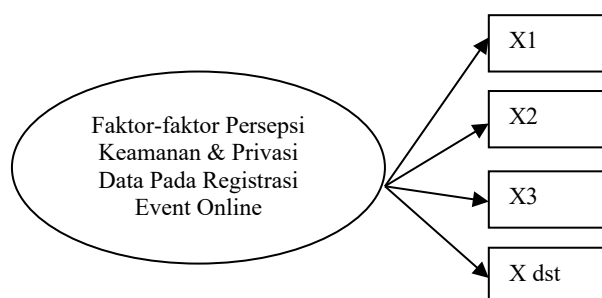 Faktor-faktor Persepsi
Keamanan & Privasi
Data Pada Registrasi
Event Online
X1
X2
X3
X dst